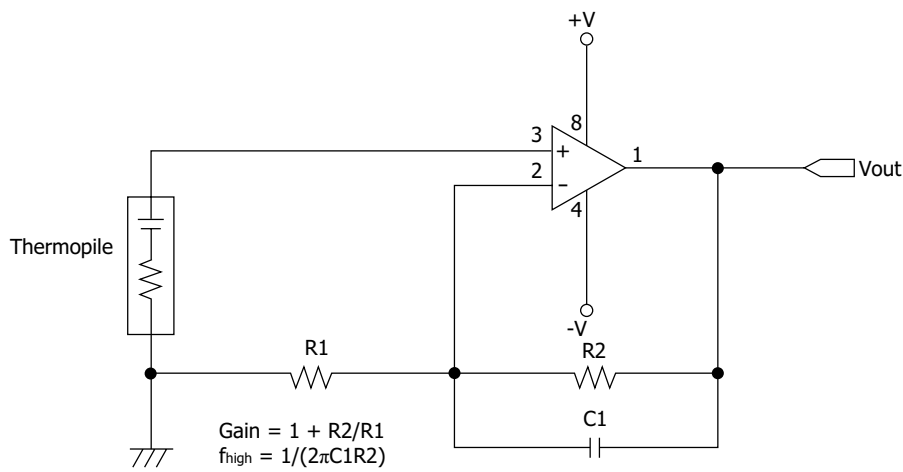 +V
8
3
+
1
2
-
Vout
4
Thermopile
-V
R1
R2
C1
Gain = 1 + R2/R1
fhigh = 1/(2πC1R2)